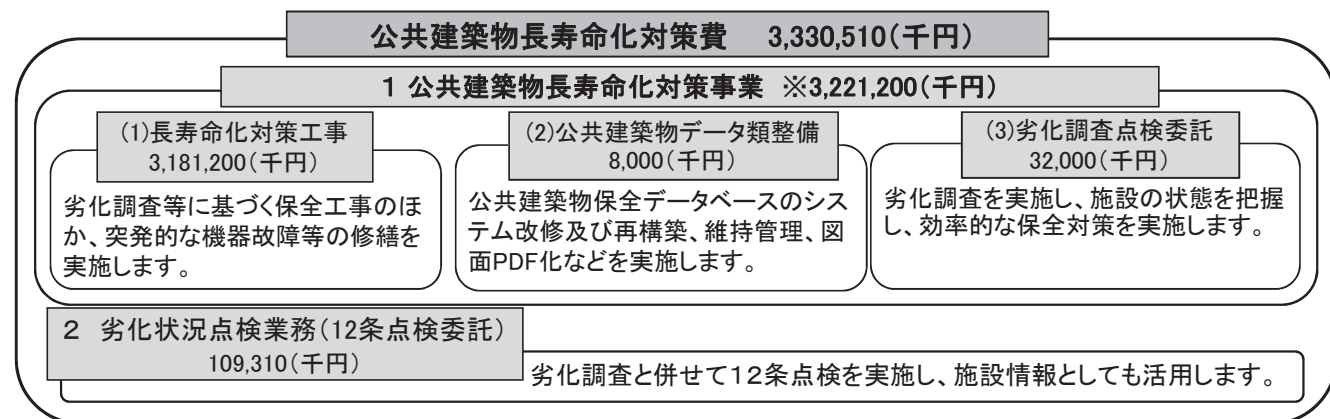 公共建築物長寿命化対策費　3,330,510(千円)
1 公共建築物長寿命化対策事業 ※3,221,200(千円)
(1)長寿命化対策工事
3,181,200(千円)
劣化調査等に基づく保全工事のほ
か、突発的な機器故障等の修繕を
実施します。
(2)公共建築物データ類整備
8,000(千円)
公共建築物保全データベースのシス
テム改修及び再構築、維持管理、図
面PDF化などを実施します。
(3)劣化調査点検委託
32,000(千円)
劣化調査を実施し、施設の状態を把握
し、効率的な保全対策を実施します。
2　劣化状況点検業務(12条点検委託)
109,310(千円)
劣化調査と併せて12条点検を実施し、施設情報としても活用します。